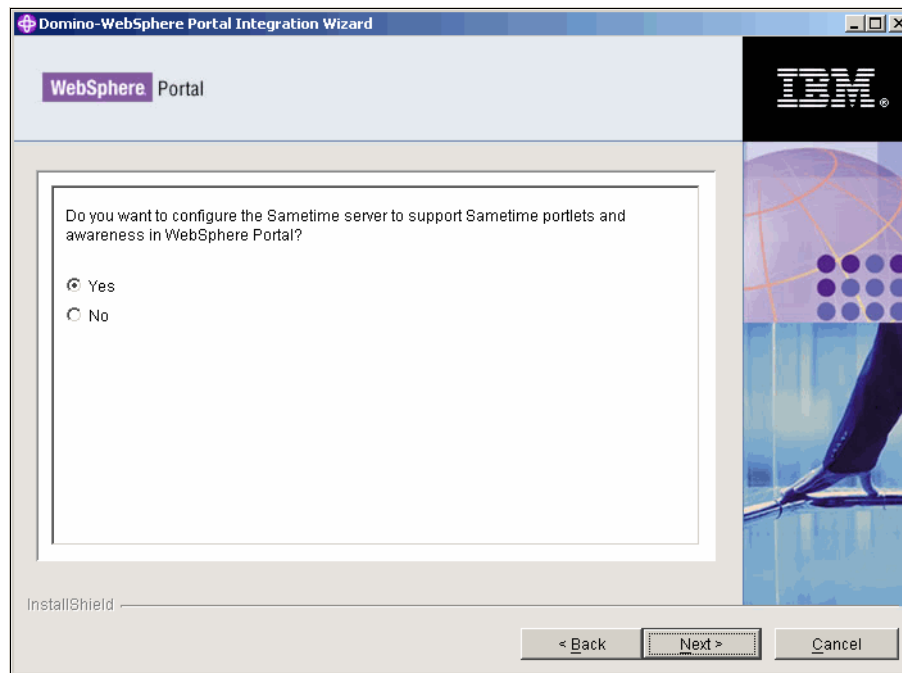 Domino-WebSphere Portal Integration Wizard
WebSphere. Portal
IBM®
Do you want to configure the Sametime server to support Sametime portlets and
awareness in WebSphere Portal?
Yes
No
InstallShield
< Back Next > Cancel